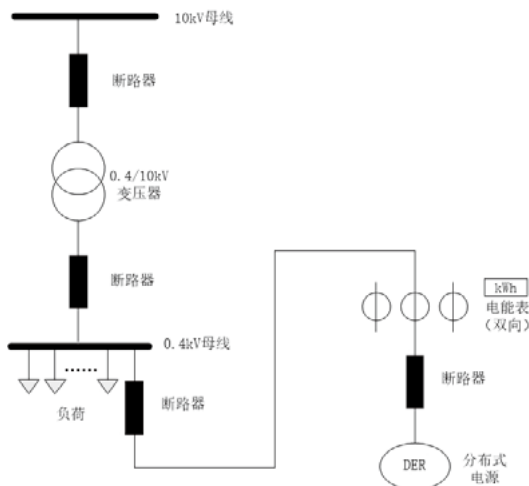 10kV母线
断路器
0.4/10kV
变压器
断路器
kWh
电能表
(双向)
0.4kV母线
......
负荷
断路器
断路器
DER
分布式
电源